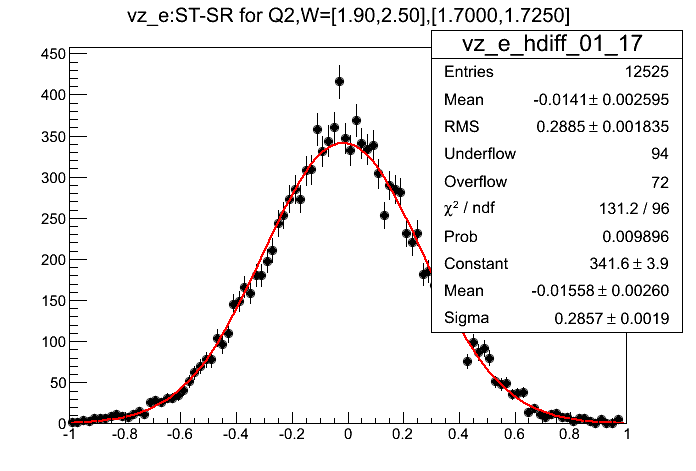 vz_e:ST-SR for Q2,W=[1.90,2.50],[1.7000,1.7250]
vz_e_hdiff_01_17
Entries 12525
Mean -0.0141± 0.002595
RMS 0.2885± 0.001835
Underflow 94
Overflow 72
χ² / ndf 131.2 / 96
Prob 0.009896
Constant 341.6 ± 3.9
Mean -0.01558 ± 0.00260
Sigma 0.2857 ± 0.0019
450
400
350
300
250
200
150
100
50
0
-1 -0.8 -0.6 -0.4 -0.2 0 0.2 0.4 0.6 0.8 1